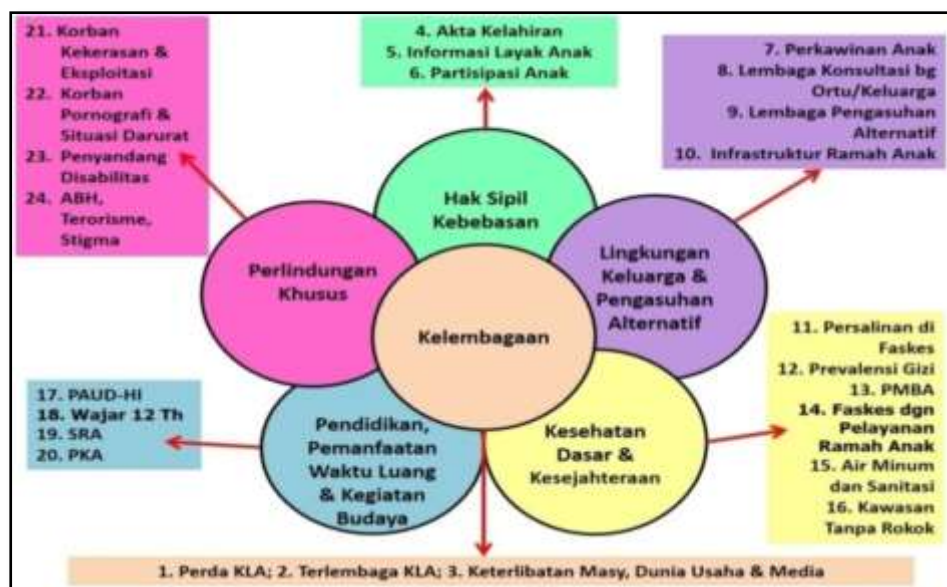 21. Korban
Kekerasan &
Eksploitasi
22. Korban
Pornografi &
Situasi Darurat
23. Penyandang
Disabilitas
24. ABH,
Terorisme,
Stigma
4. Akta Kelahiran
5. Informasi Layak Anak
6. Partisipasi Anak
7. Perkawinan Anak
8. Lembaga Konsultasi bg
Ortu/Keluarga
9. Lembaga Pengasuhan
Alternatif
10. Infrastruktur Ramah Anak
Hak Sipil
Kebebasan
Perlindungan
Khusus
Lingkungan
Keluarga &
Pengasuhan
Alternatif
Kelembagaan
11. Persalinan di
Faskes
12. Prevalensi Gizi
13. PMBA
14. Faskes dgn
Pelayanan
Ramah Anak
15. Air Minum
dan Sanitasi
16. Kawasan
Tanpa Rokok
17. PAUD-HI
18. Wajar 12 Th
19. SRA
20. PKA
Pendidikan,
Pemanfaatan
Waktu Luang
& Kegiatan
Budaya
Kesehatan
Dasar &
Kesejahteraan
1. Perda KLA; 2. Terlembaga KLA; 3. Keterlibatan Masy, Dunia Usaha & Media